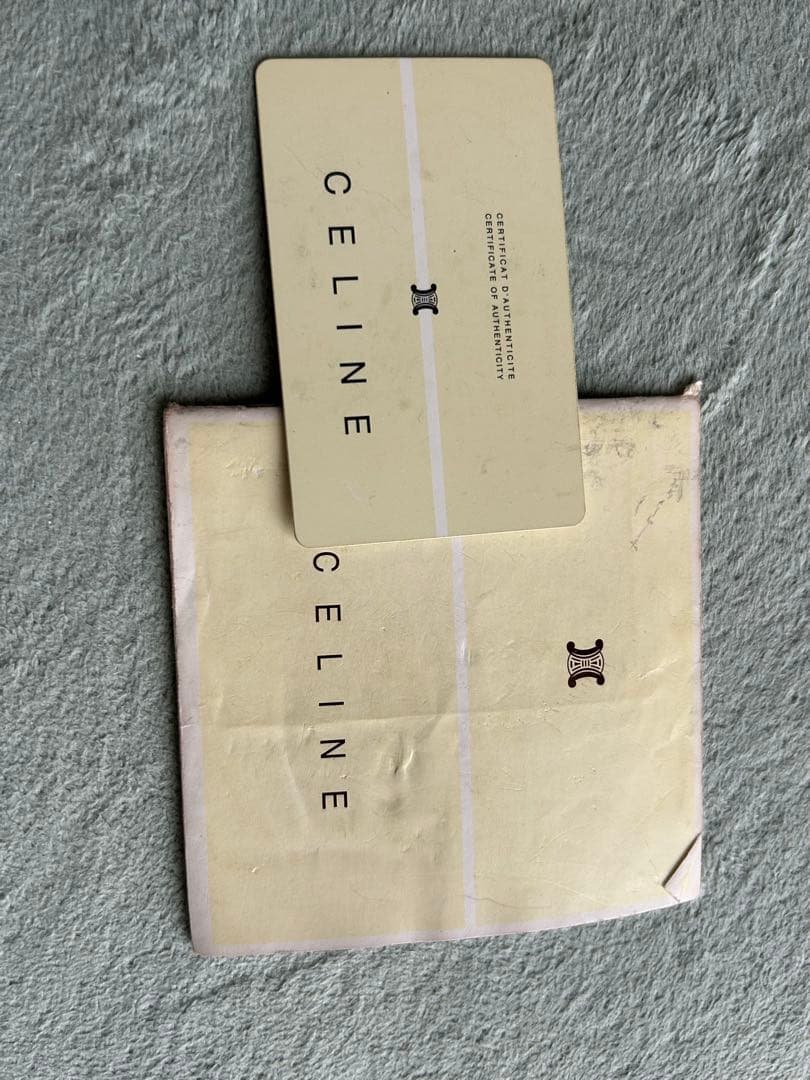 CELINE
CERTIFICAT D'AUTHENTICITE
CERTIFICATE OF AUTHENTICITY
CELINE